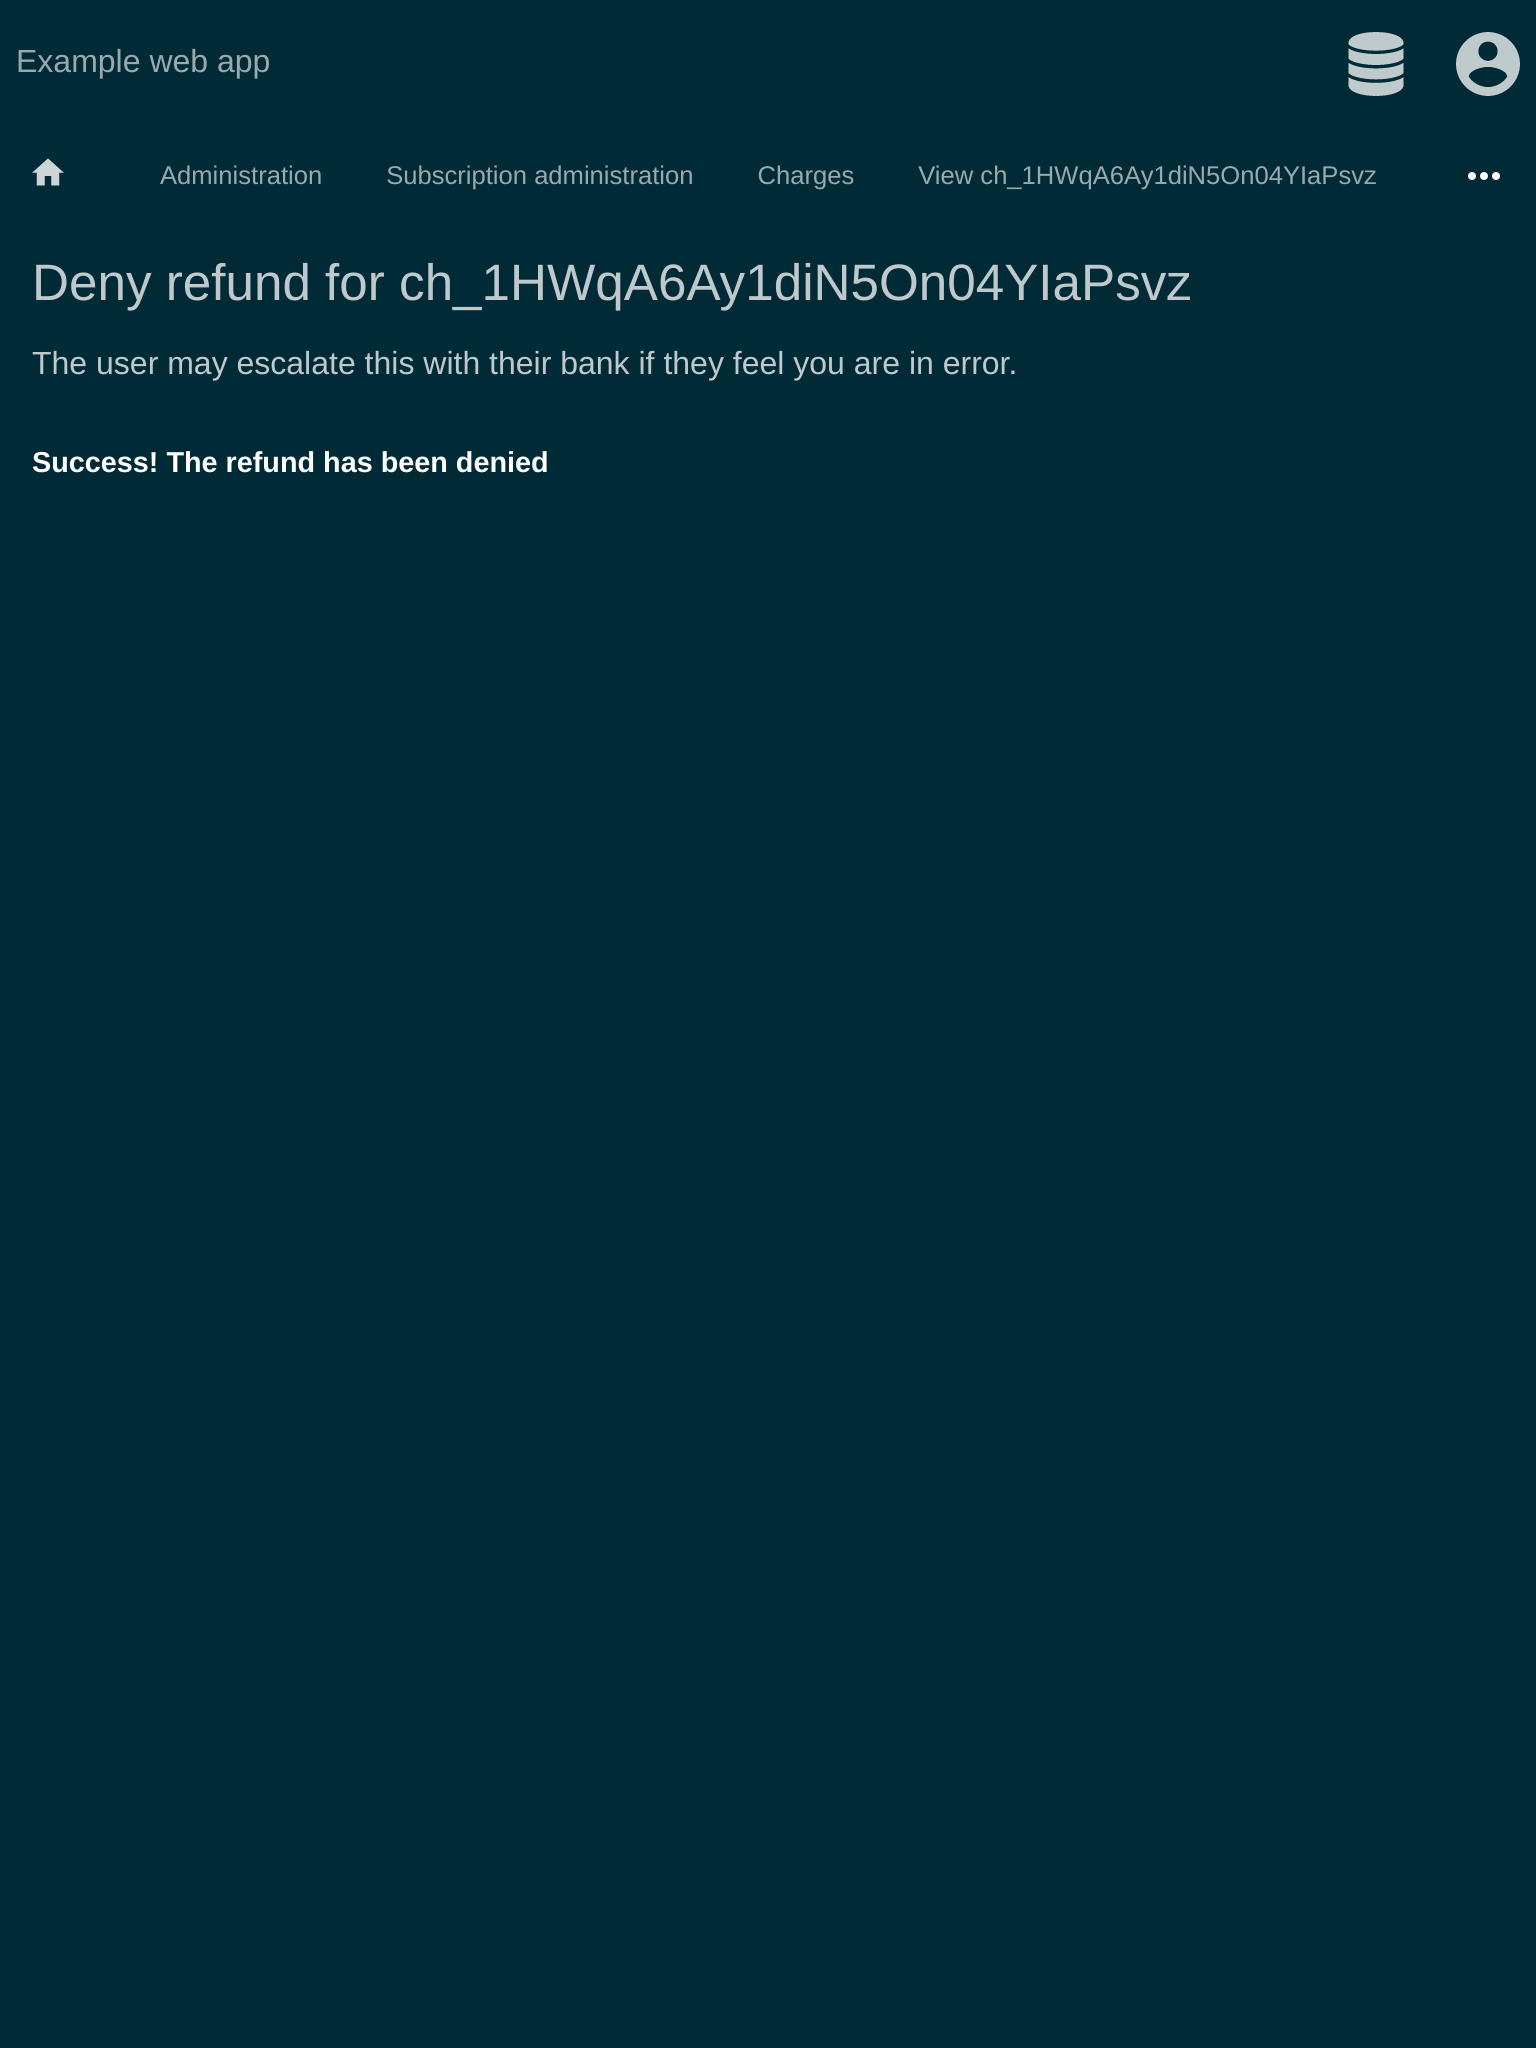 Example web app
Administration Subscription administration Charges View ch_1HWqA6Ay1diN5On04YIaPsvz
Deny refund for ch_1HWqA6Ay1diN5On04YIaPsvz
The user may escalate this with their bank if they feel you are in error.
Success! The refund has been denied